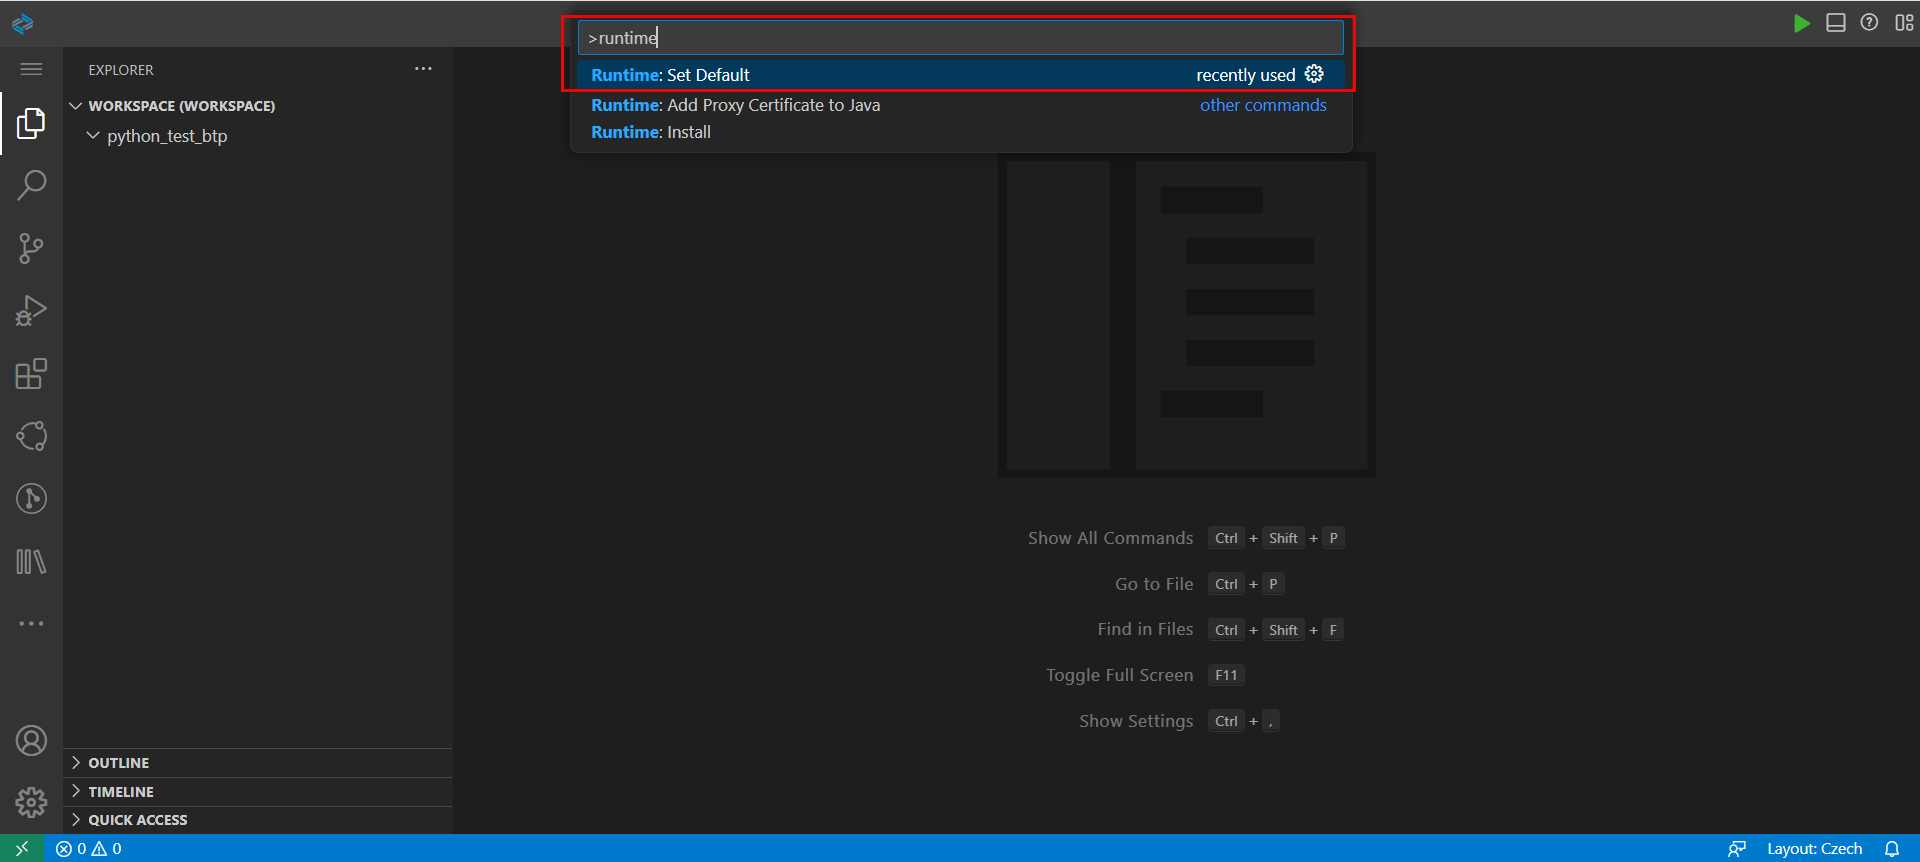 >runtime
Runtime: Set Default recently used
Runtime: Add Proxy Certificate to Java other commands
Runtime: Install
EXPLORER
WORKSPACE (WORKSPACE)
python_test_btp
Show All Commands Ctrl + Shift + P
Go to File Ctrl + P
Find in Files Ctrl + Shift + F
Toggle Full Screen F11
Show Settings Ctrl + ,
OUTLINE
TIMELINE
QUICK ACCESS
0 0 Layout: Czech